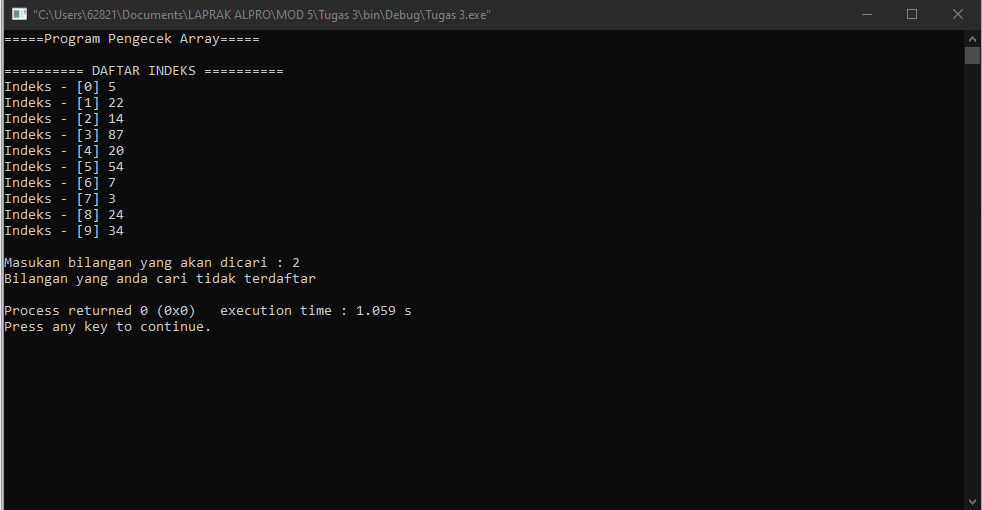 "C:\Users\62821\Documents\LAPRAK ALPRO\MOD 5\Tugas 3\bin\Debug\Tugas 3.exe"
=====Program Pengecek Array=====
========== DAFTAR INDEKS ==========
Indeks - [0] 5
Indeks - [1] 22
Indeks - [2] 14
Indeks - [3] 87
Indeks - [4] 20
Indeks - [5] 54
Indeks - [6] 7
Indeks - [7] 3
Indeks - [8] 24
Indeks - [9] 34
Masukan bilangan yang akan dicari : 2
Bilangan yang anda cari tidak terdaftar
Process returned 0 (0x0)   execution time : 1.059 s
Press any key to continue.